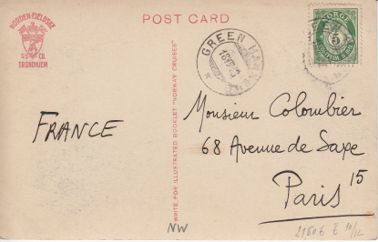 POST CARD
NORDENFJELDSKE
S.S. CO.
TRONDHJEM
GREEN HA
NORGE
5
WRITE FOR ILLUSTRATED BOOKLET "NORWAY CRUISES"
FRANCE
Monsieur Colombier
68 Avenue de Saxe
Paris 15
NW